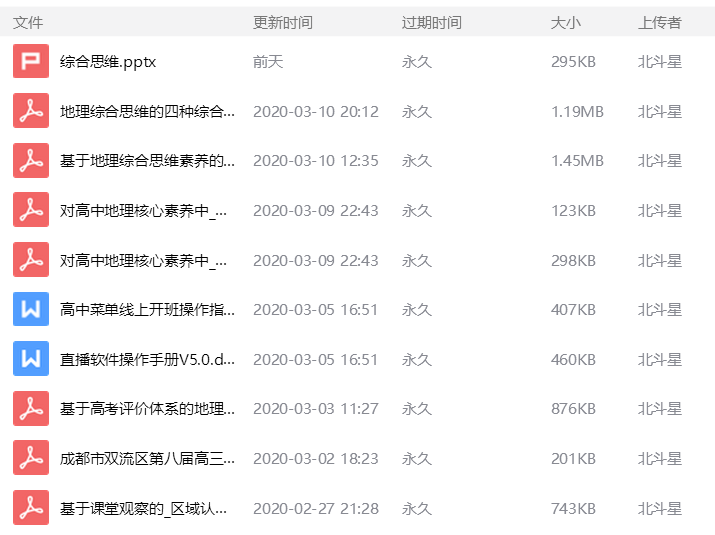 文件 更新时间 过期时间 大小 上传者
综合思维.pptx 前天 永久 295KB 北斗星
地理综合思维的四种综合... 2020-03-10 20:12 永久 1.19MB 北斗星
基于地理综合思维素养的... 2020-03-10 12:35 永久 1.45MB 北斗星
对高中地理核心素养中_... 2020-03-09 22:43 永久 123KB 北斗星
对高中地理核心素养中_... 2020-03-09 22:43 永久 298KB 北斗星
高中菜单线上开班操作指... 2020-03-05 16:51 永久 407KB 北斗星
直播软件操作手册V5.0.d... 2020-03-05 16:51 永久 460KB 北斗星
基于高考评价体系的地理... 2020-03-03 11:27 永久 876KB 北斗星
成都市双流区第八届高三... 2020-03-02 18:23 永久 201KB 北斗星
基于课堂观察的_区域认... 2020-02-27 21:28 永久 743KB 北斗星